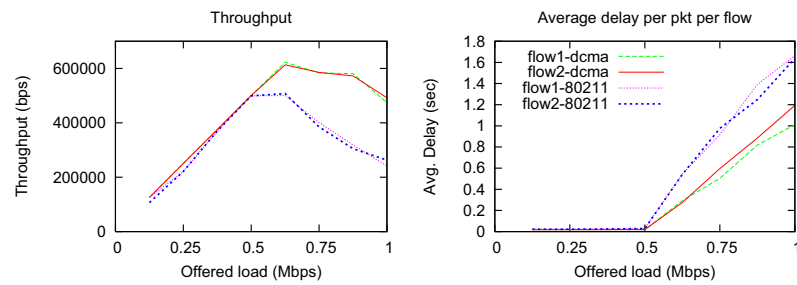 Throughput
Throughput (bps)
600000
400000
200000
0
0 0.25 0.5 0.75 1
Offered load (Mbps)
Average delay per pkt per flow
Avg. Delay (sec)
1.8
1.6
1.4
1.2
1
0.8
0.6
0.4
0.2
0
flow1-dcma
flow2-dcma
flow1-80211
flow2-80211
0 0.25 0.5 0.75 1
Offered load (Mbps)